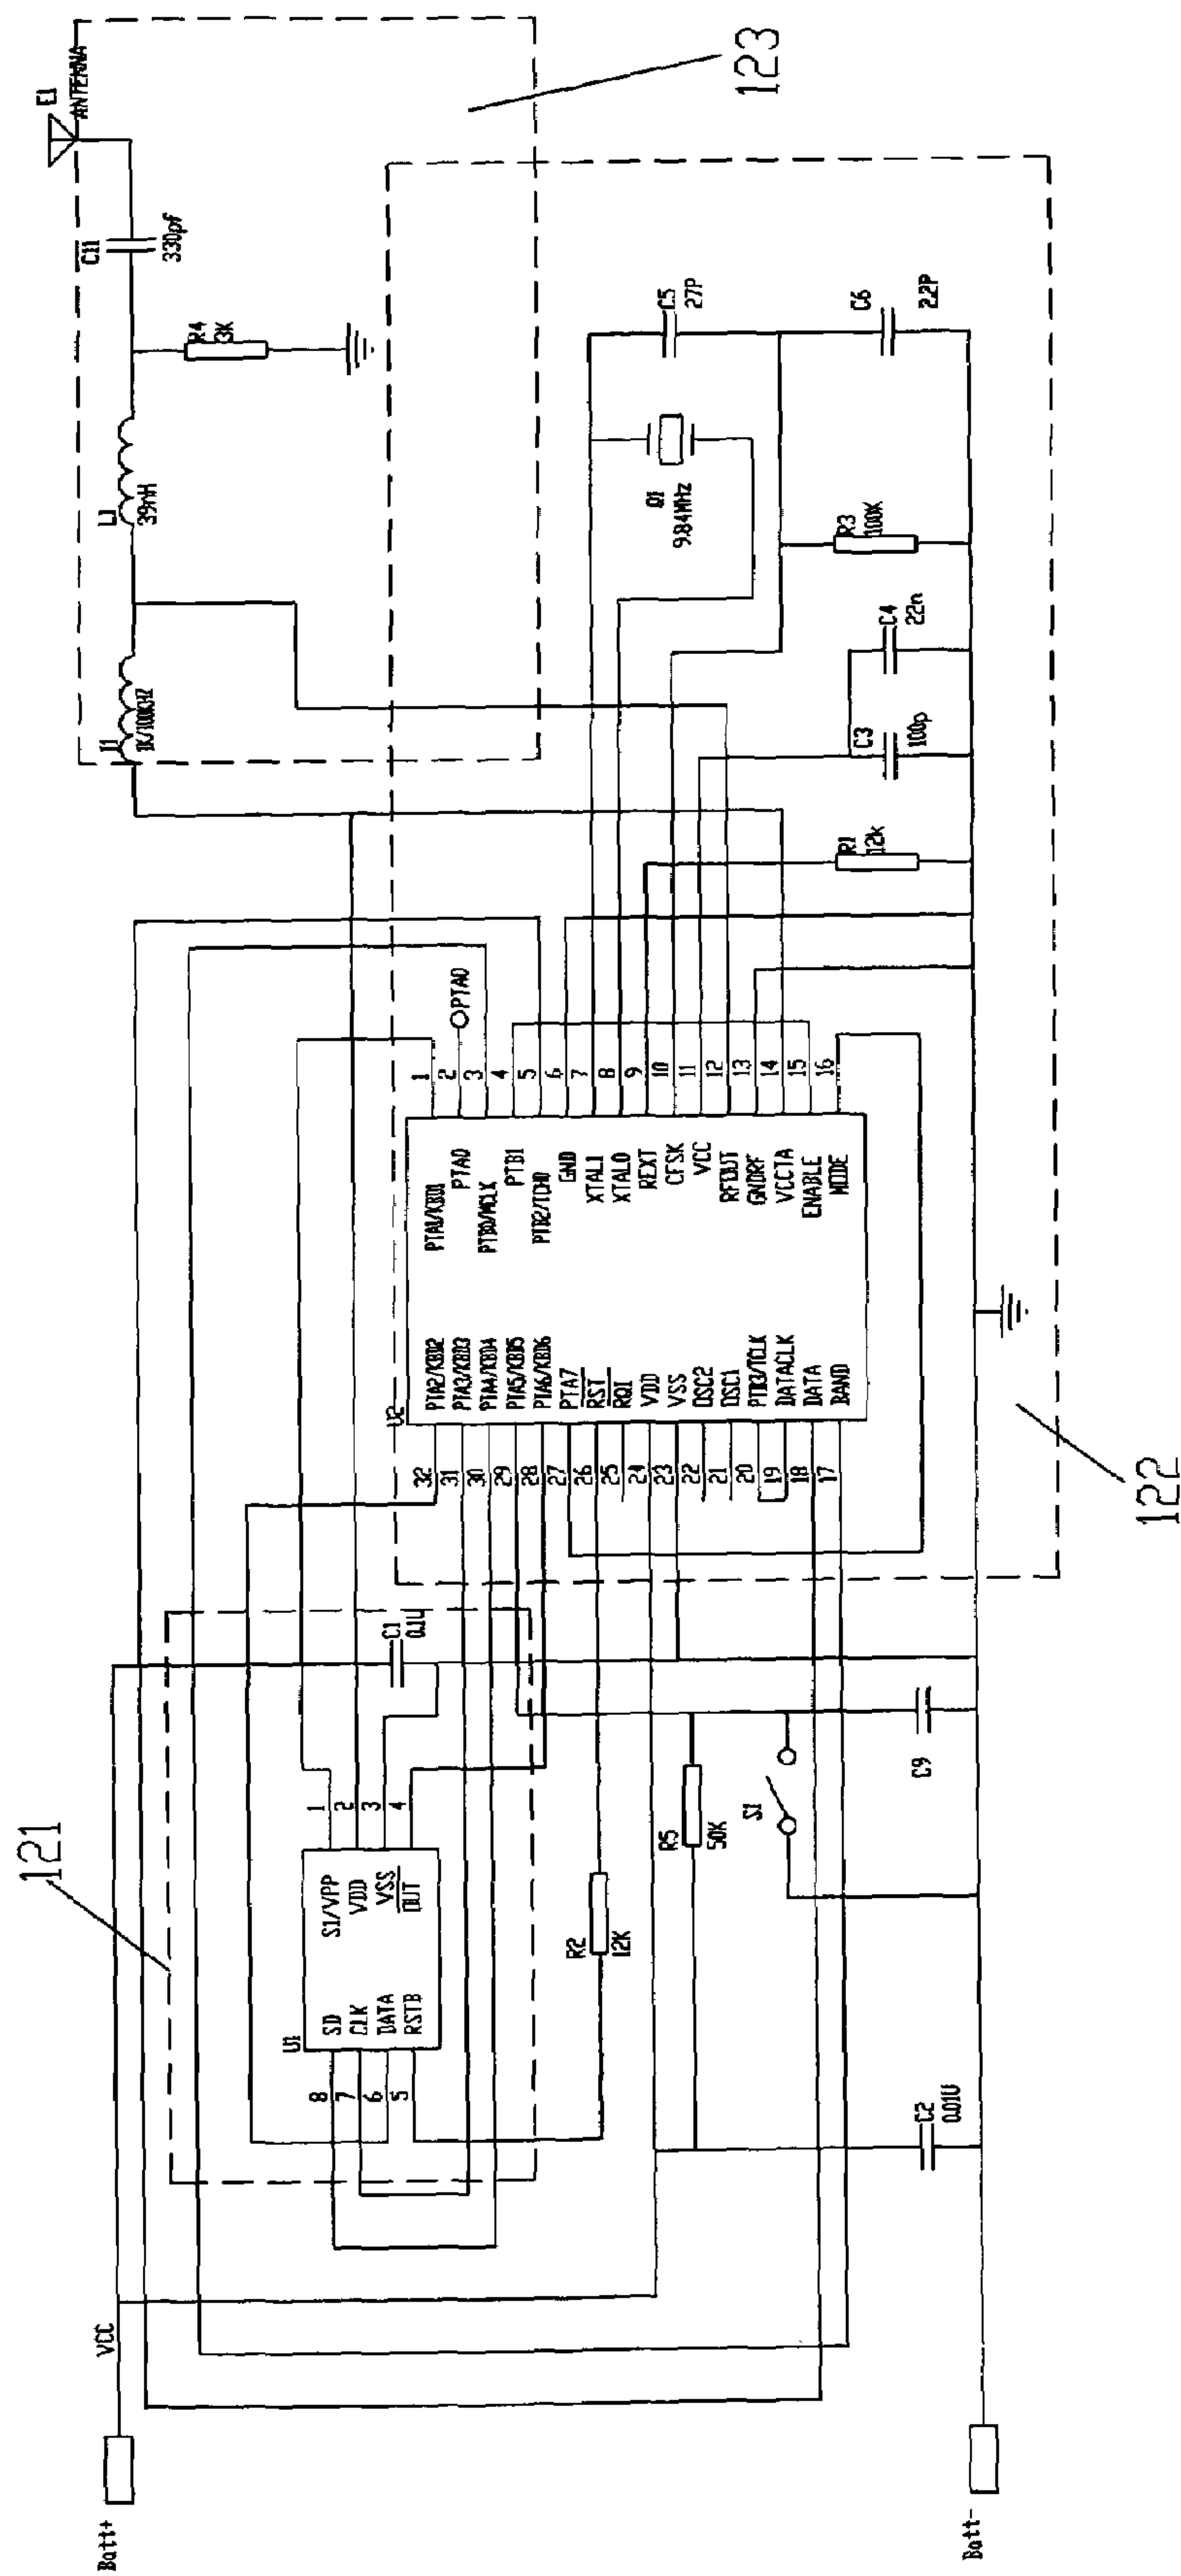 E1
ANTENNA
C11
330pf
R4
3K
L1
39nH
J1
1K/100KHZ
123
C5
27P
C6
2.2P
Q1
9.84MHz
R3
100K
C4
22n
C3
100p
R1
12K
PTA0
1
2
3
4
5
6
7
8
9
10
11
12
13
14
15
16
PTA1/KBD1
PTA0
PTB0/MCLK
PTB1
PTB2/TCH0
GND
XTAL1
XTAL0
REXT
CFSK
VCC
RFOUT
GNDRF
VCCTA
ENABLE
MODE
U2
PTA2/KBD2
PTA3/KBD3
PTA4/KBD4
PTA5/KBD5
PTA6/KBD6
PTA7
RST
RQI
VDD
VSS
OSC2
OSC1
PTB3/TCLK
DATACLK
DATA
BAND
32
31
30
29
28
27
26
25
24
23
22
21
20
19
18
17
122
C1
0.1U
1
2
3
4
S1/VPP
VDD
VSS
OUT
U1
SD
CLK
DATA
RSTB
8
7
6
5
121
R2
12K
R5
50K
S1
C9
C2
0.01U
VCC
Batt+
Batt-